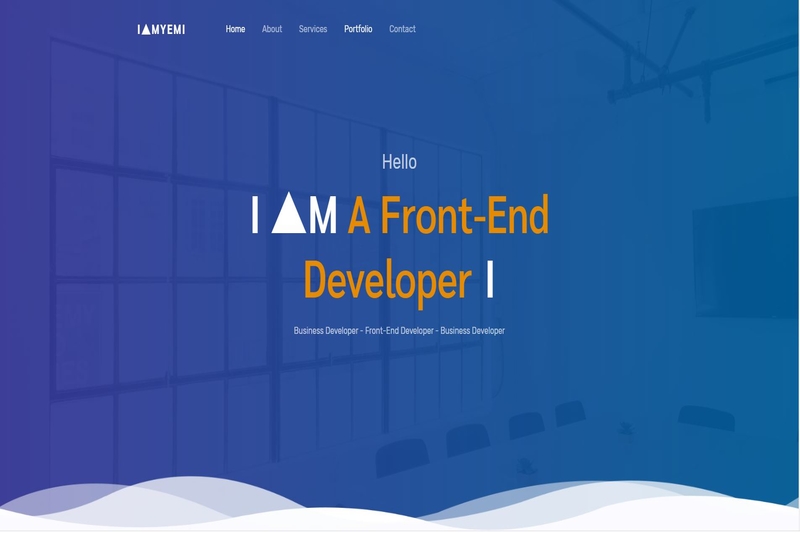 I▲MYEMI Home About Services Portfolio Contact
Hello
I ▲M A Front-End
Developer I
Business Developer - Front-End Developer - Business Developer